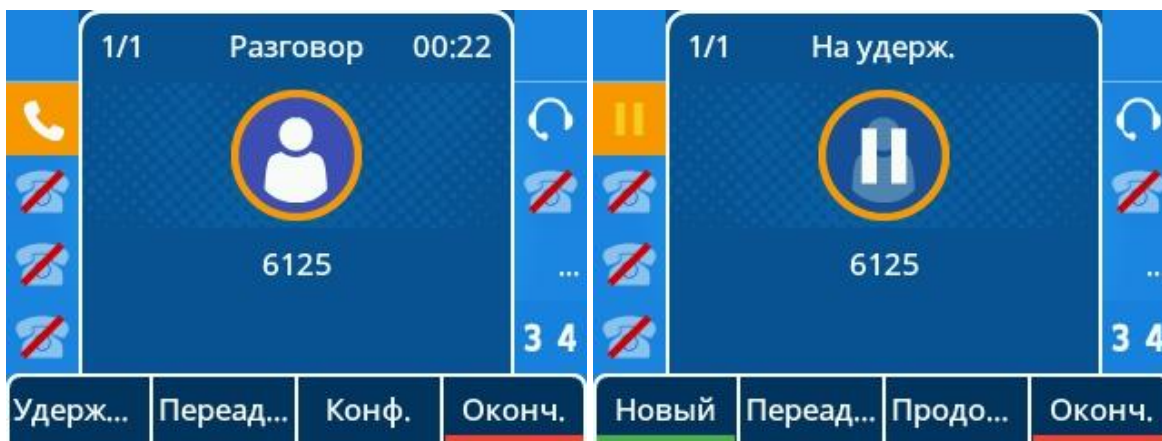 1/1 Разговор 00:22
6125
...
3 4
Удерж... Переад... Конф. Оконч.
1/1 На удерж.
6125
..
3 4
Новый Переад... Продо... Оконч.